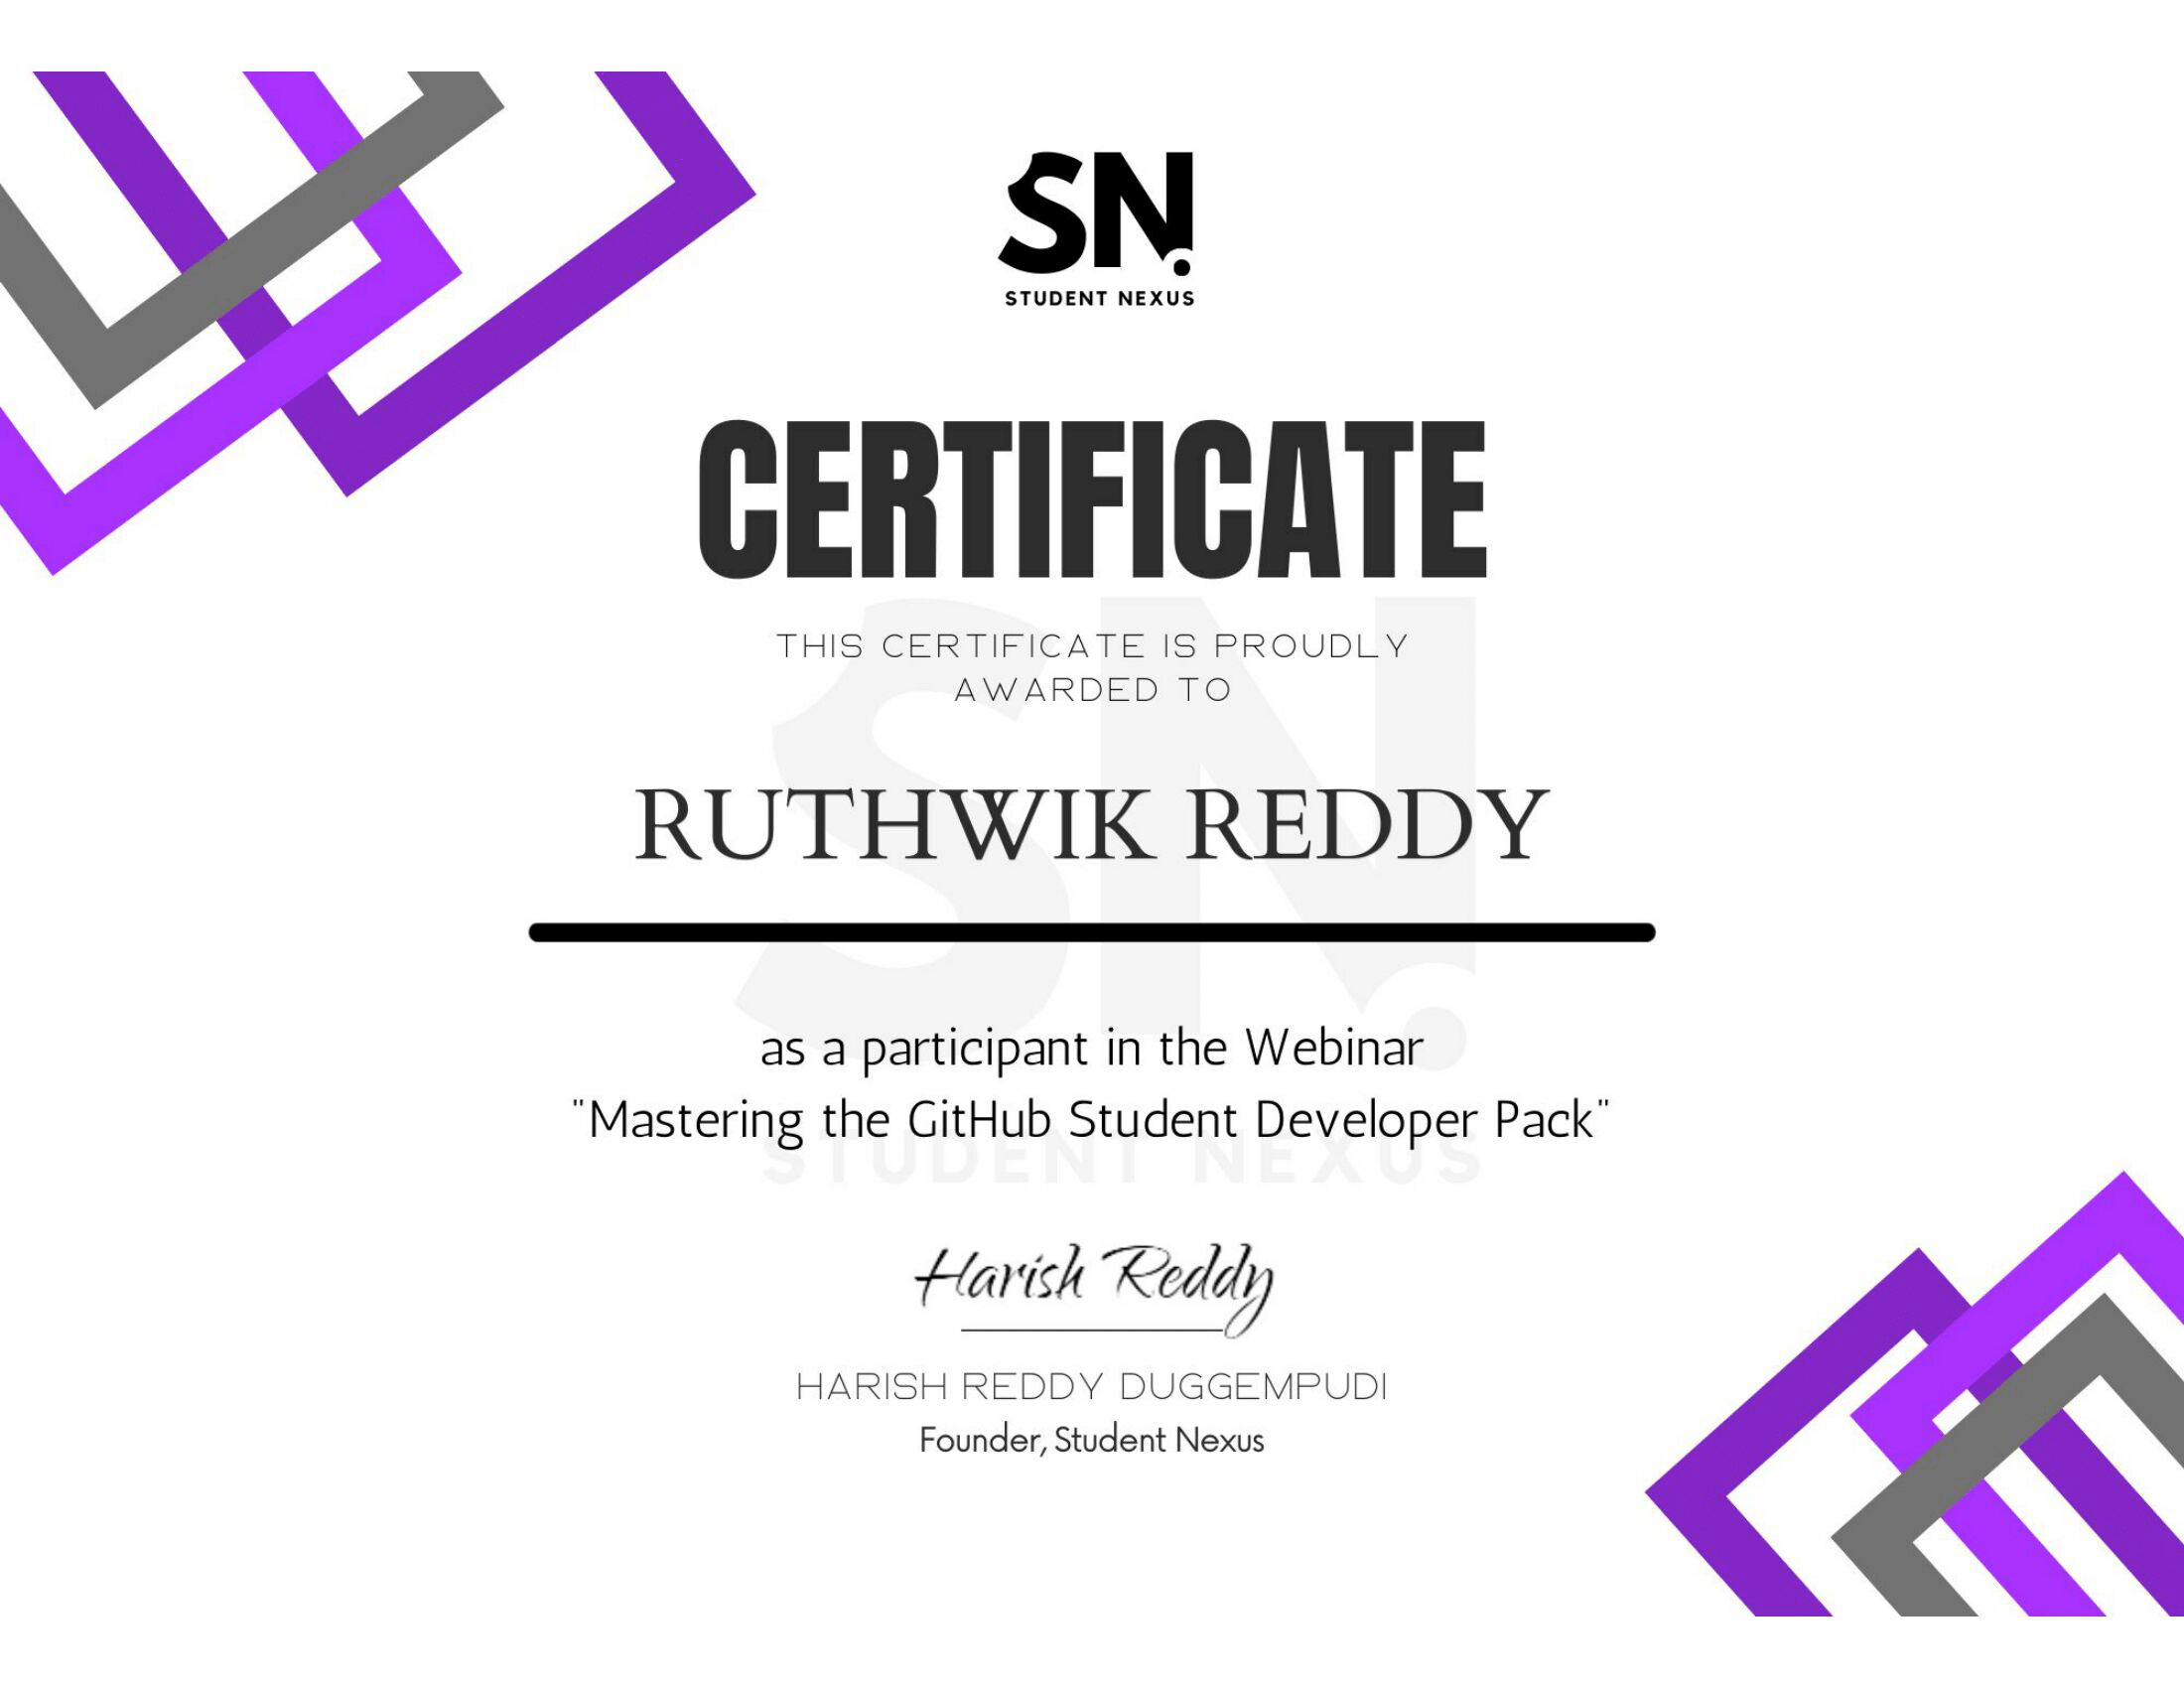 SN.
STUDENT NEXUS
CERTIFICATE
THIS CERTIFICATE IS PROUDLY
AWARDED TO
RUTHWIK REDDY
as a participant in the Webinar
"Mastering the GitHub Student Developer Pack"
SN.
STUDENT NEXUS
Harish Reddy
HARISH REDDY DUGGEMPUDI
Founder, Student Nexus